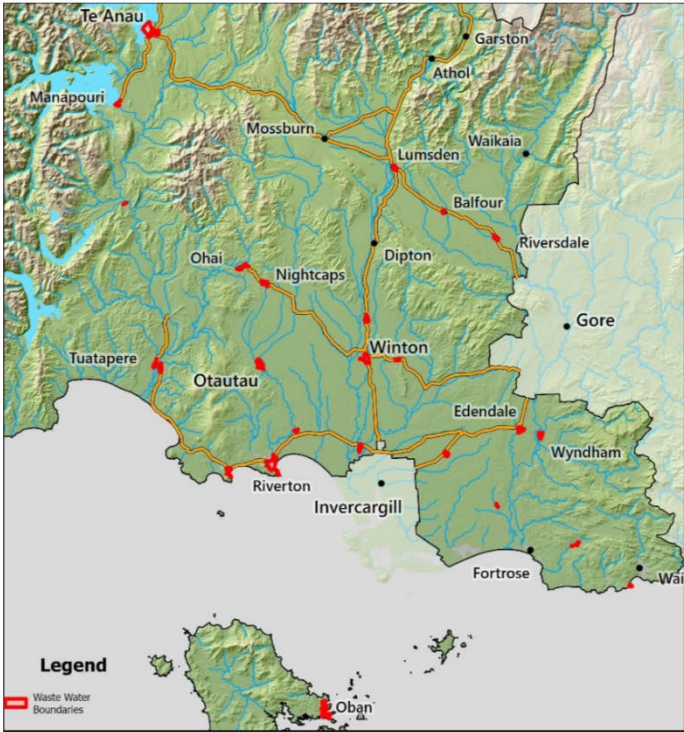 Te Anau
Garston
Athol
Manapouri
Mossburn
Waikaia
Lumsden
Balfour
Riversdale
Dipton
Ohai
Nightcaps
Gore
Winton
Tuatapere
Otautau
Edendale
Wyndham
Riverton
Invercargill
Fortrose
Wai
Legend
Waste Water
Boundaries
Oban